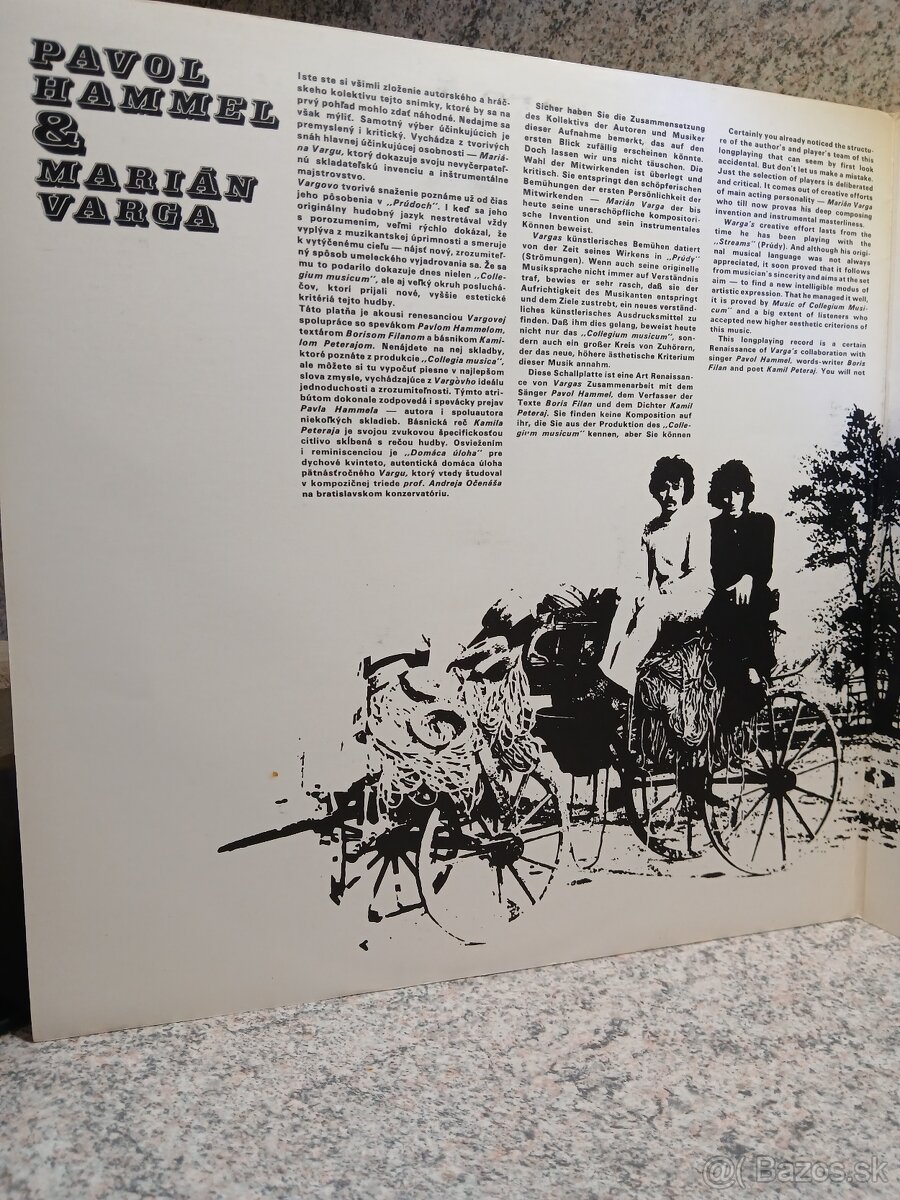 PAVOL
HAMMEL
&
MARIÁN
VARGA
Iste ste si všimli zloženie autorského a hráč-
skeho kolektivu tejto snímky, ktoré by sa na
prvý pohľad mohlo zdať náhodné. Nedajme sa
však mýliť. Samotný výber účinkujúcich je
premyslený i kritický. Vychádza z tvorivých
snáh hlavnej účinkujúcej osobnosti — Mariá-
na Vargu, ktorý dokazuje svoju nevyčerpateľ-
nú skladateľskú invenciu a inštrumentálne
majstrovstvo.
Vargovo tvorivé snaženie poznáme už od čias
jeho pôsobenia v „Prúdoch". I keď sa jeho
originálny hudobný jazyk nestretával vždy
s porozumením, veľmi rýchlo dokázal, že
vyplýva z muzikantskej úprimnosti a smeruje
k vytýčenému cieľu — nájsť nový, zrozumiteľ-
ný spôsob umeleckého vyjadrovania sa. Že sa
mu to podarilo dokazuje dnes nielen „Colle-
gium musicum", ale aj veľký okruh poslucháč-
čov, ktorí prijali nové, vyššie estetické
kritériá tejto hudby.
Táto platňa je akousi renesanciou Vargovej
spolupráce so spevákom Pavlom Hammelom,
textárom Borisom Filanom a básnikom Kami-
lom Peterajom. Nenájdete na nej skladby,
ktoré poznáte z produkcie „Collegia musica",
ale môžete si tu vypočuť piesne v najlepšom
slova zmysle, vychádzajúce z Vargovho ideálu
jednoduchosti a zrozumiteľnosti. Týmto atri-
bútom dokonale zodpovedá i spevácky prejav
Pavla Hammela — autora i spoluautora
niekoľkých skladieb. Básnická reč Kamila
Peteraja je svojou zvukovou špecifickosťou
citlivo skĺbená s rečou hudby. Osviežením
i reminiscenciou je „Domáca úloha" pre
dychové kvinteto, autentická domáca úloha
pätnásťročného Vargu, ktorý vtedy študoval
v kompozičnej triede prof. Andreja Očenáša
na bratislavskom konzervatóriu.
Sicher haben Sie die Zusammensetzung
des Kollektivs der Autoren und Musiker
dieser Aufnahme bemerkt, das auf den
ersten Blick zufällig erscheinen könnte.
Doch lassen wir uns nicht täuschen. Die
Wahl der Mitwirkenden ist überlegt und
kritisch. Sie entspringt den schöpferischen
Bemühungen der ersten Persönlichkeit der
Mitwirkenden — Marián Varga der bis
heute seine unerschöpfliche kompositori-
sche Invention und sein instrumentales
Können beweist.
Vargas künstlerisches Bemühen datiert
von der Zeit seines Wirkens in „Prúdy"
(Strömungen). Wenn auch seine originelle
Musiksprache nicht immer auf Verständnis
traf, bewies er sehr rasch, daß sie der
Aufrichtigkeit des Musikanten entspringt
und dem Ziele zustrebt, ein neues verständ-
liches künstlerisches Ausdrucksmittel zu
finden. Daß ihm dies gelang, beweist heute
nicht nur das „Collegium musicum", son-
dern auch ein großer Kreis von Zuhörern,
der das neue, höhere ästhetische Kriterium
dieser Musik annahm.
Diese Schallplatte ist eine Art Renaissan-
ce von Vargas Zusammenarbeit mit dem
Sänger Pavol Hammel, dem Verfasser der
Texte Boris Filan und dem Dichter Kamil
Peteraj. Sie finden keine Komposition auf
ihr, die Sie aus der Produktion des „Colle-
gium musicum" kennen, aber Sie können
Certainly you already noticed the structu-
re of the author's and player's team of this
longplaying that can seem by first look
accidental. But don't let us make a mistake.
Just the selection of players is deliberated
and critical. It comes out of creative efforts
of main acting personality — Marián Varga
who till now proves his deep composing
invention and instrumental masterliness.
Warga's creative effort lasts from the
time he has been playing with the
„Streams" (Prúdy). And although his origi-
nal musical language was not always
appreciated, it soon proved that it follows
from musician's sincerity and aims at the set
aim — to find a new intelligible modus of
artistic expression. That he managed it well,
it is proved by Music of Collegium Musi-
cum" and a big extent of listeners who
accepted new higher aesthetic criterions of
this music.
This longplaying record is a certain
Renaissance of Varga's collaboration with
singer Pavol Hammel, words-writer Boris
Filan and poet Kamil Peteraj. You will not
Bazos.sk